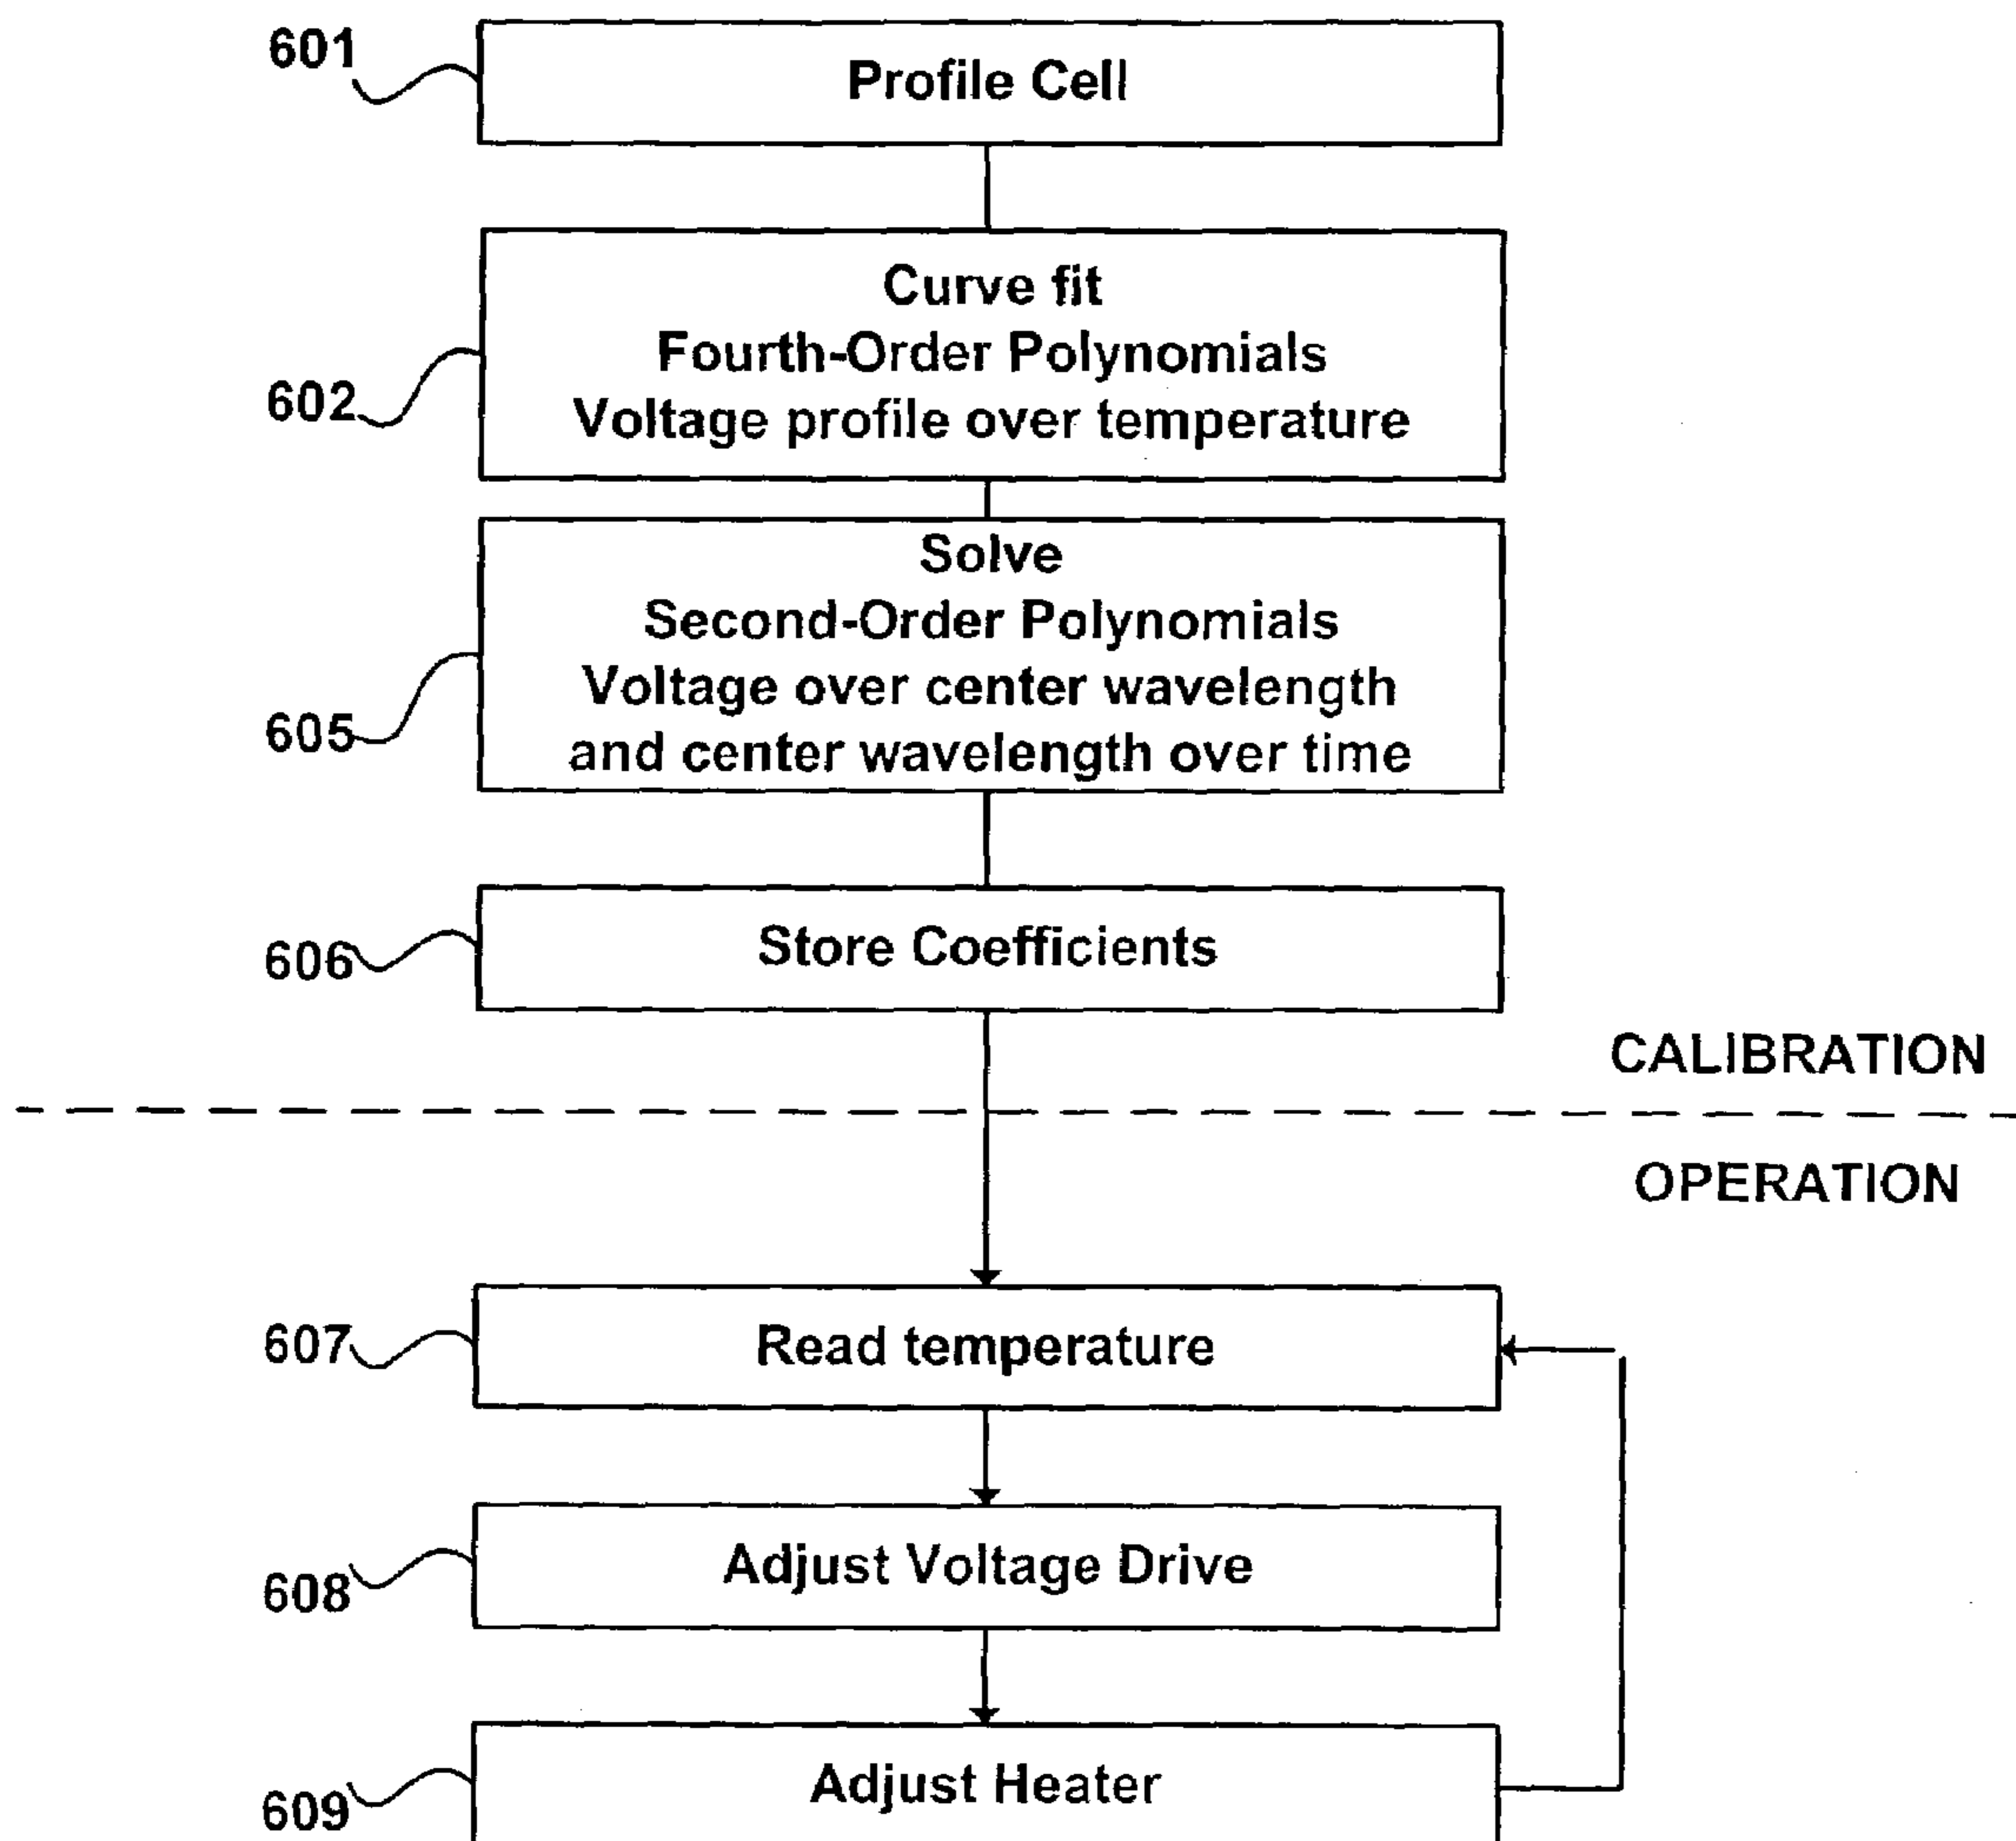 601
Profile Cell
Curve fit
Fourth-Order Polynomials
602
Voltage profile over temperature
Solve
Second-Order Polynomials
Voltage over center wavelength
605
and center wavelength over time
606
Store Coefficients
CALIBRATION
OPERATION
607
Read temperature
608
Adjust Voltage Drive
609
Adjust Heater